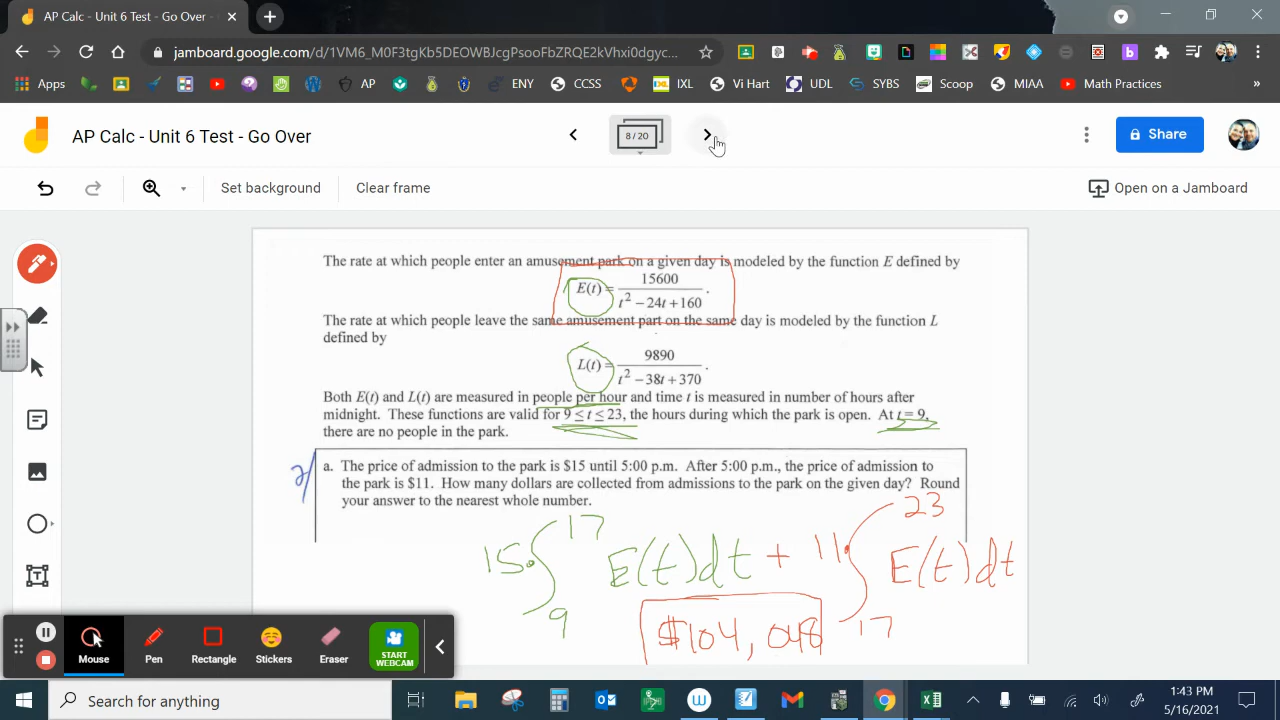 AP Calc - Unit 6 Test - Go Over -
jamboard.google.com/d/1VM6_M0F3tgKb5DEOWBJcgPsoFbZRQE2kVhxi0dgyc...
Apps AP ENY CCSS IXL Vi Hart UDL SYBS Scoop MIAA Math Practices »
AP Calc - Unit 6 Test - Go Over
8 / 20
Share
Set background
Clear frame
Open on a Jamboard
The rate at which people enter an amusement park on a given day is modeled by the function E defined by
E(t) = 15600 / (t² − 24t + 160).
The rate at which people leave the same amusement part on the same day is modeled by the function L
defined by
L(t) = 9890 / (t² − 38t + 370).
Both E(t) and L(t) are measured in people per hour and time t is measured in number of hours after
midnight. These functions are valid for 9 ≤ t ≤ 23, the hours during which the park is open. At t = 9,
there are no people in the park.
2/
a. The price of admission to the park is $15 until 5:00 p.m. After 5:00 p.m., the price of admission to
the park is $11. How many dollars are collected from admissions to the park on the given day? Round
your answer to the nearest whole number.
15·∫₉¹⁷ E(t)dt + 11·∫₁₇²³ E(t)dt
$104,048
Mouse
Pen
Rectangle
Stickers
Eraser
START
WEBCAM
Search for anything
1:43 PM
5/16/2021